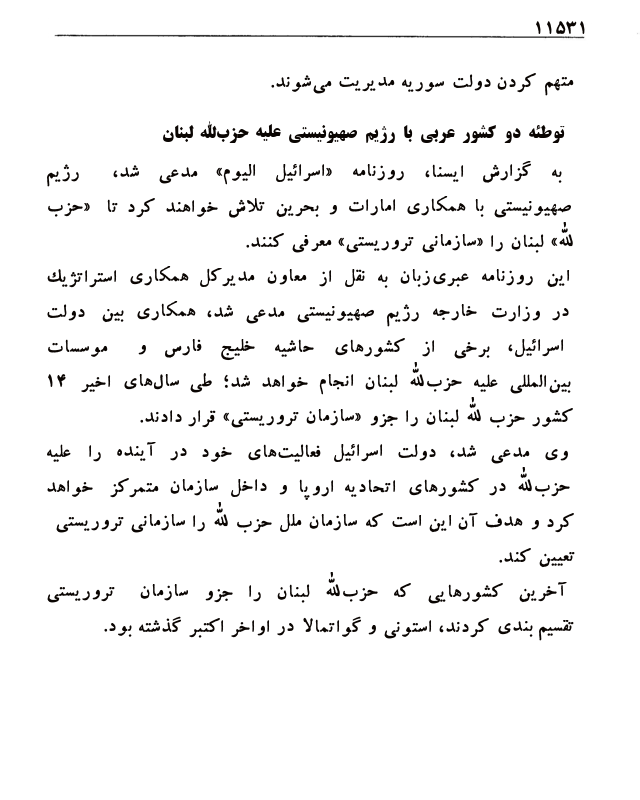 ۱۱۵۳۱
متهم کردن دولت سوریه مدیریت می‌شوند.
توطئه دو کشور عربی با رژیم صهیونیستی علیه حزب‌الله لبنان
به گزارش ایسنا، روزنامه «اسرائیل الیوم» مدعی شد، رژیم
صهیونیستی با همکاری امارات و بحرین تلاش خواهند کرد تا «حزب
الله» لبنان را «سازمانی تروریستی» معرفی کنند.
این روزنامه عبری‌زبان به نقل از معاون مدیرکل همکاری استراتژیک
در وزارت خارجه رژیم صهیونیستی مدعی شد، همکاری بین دولت
اسرائیل، برخی از کشورهای حاشیه خلیج فارس و موسسات
بین‌المللی علیه حزب‌الله لبنان انجام خواهد شد؛ طی سال‌های اخیر ۱۴
کشور حزب الله لبنان را جزو «سازمان تروریستی» قرار دادند.
وی مدعی شد، دولت اسرائیل فعالیت‌های خود در آینده را علیه
حزب‌الله در کشورهای اتحادیه اروپا و داخل سازمان متمرکز خواهد
کرد و هدف آن این است که سازمان ملل حزب الله را سازمانی تروریستی
تعیین کند.
آخرین کشورهایی که حزب‌الله لبنان را جزو سازمان تروریستی
تقسیم بندی کردند، استونی و گواتمالا در اواخر اکتبر گذشته بود.